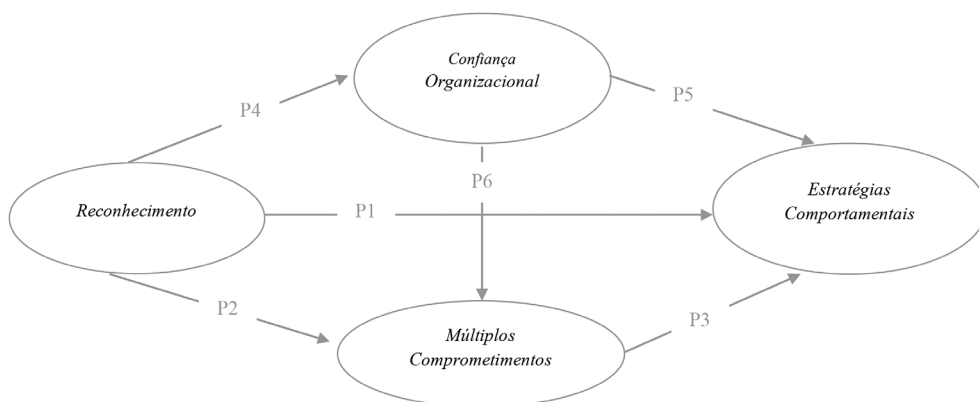 Confiança
Organizacional
P4
P5
P6
Reconhecimento
P1
Estratégias
Comportamentais
P2
Múltiplos
Comprometimentos
P3